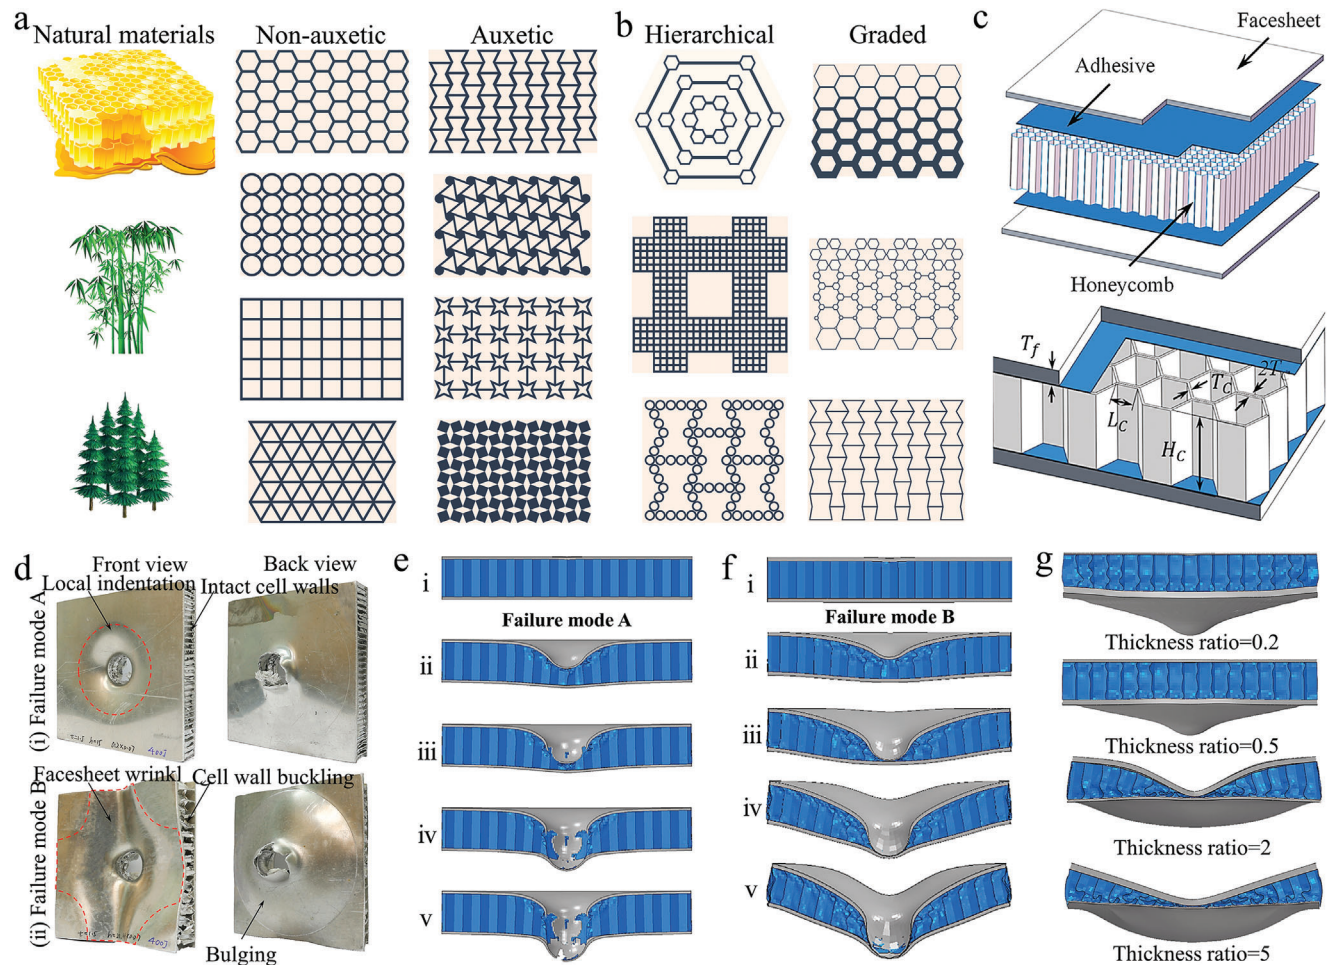 a
Natural materials
Non-auxetic
Auxetic
b
Hierarchical
Graded
c
Facesheet
Adhesive
Honeycomb
T_f
T_C
2T
L_C
H_C
d
Front view
Back view
Local indentation
Intact cell walls
(i) Failure mode A
400J
Facesheet wrinkl
Cell wall buckling
(ii) Failure mode B
400J
Bulging
e
i
Failure mode A
ii
iii
iv
v
f
i
Failure mode B
ii
iii
iv
v
g
Thickness ratio=0.2
Thickness ratio=0.5
Thickness ratio=2
Thickness ratio=5